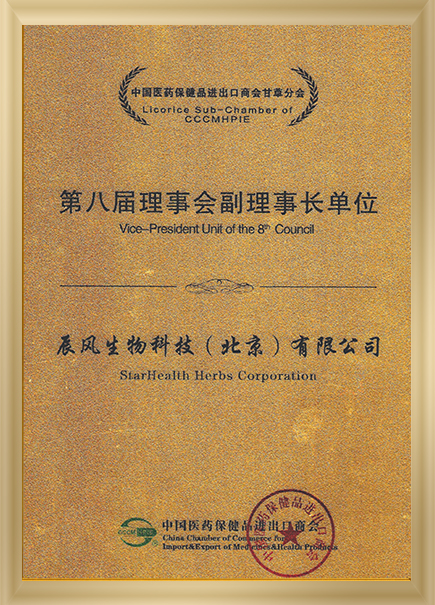 中国医药保健品进出口商会甘草分会
Licorice Sub-Chamber of
CCCMHPIE
第八届理事会副理事长单位
Vice-President Unit of the 8th Council
辰风生物科技（北京）有限公司
StarHealth Herbs Corporation
中国医药保健品进出口商会
China Chamber of Commerce for
Import&Export of Medicines&Health Products